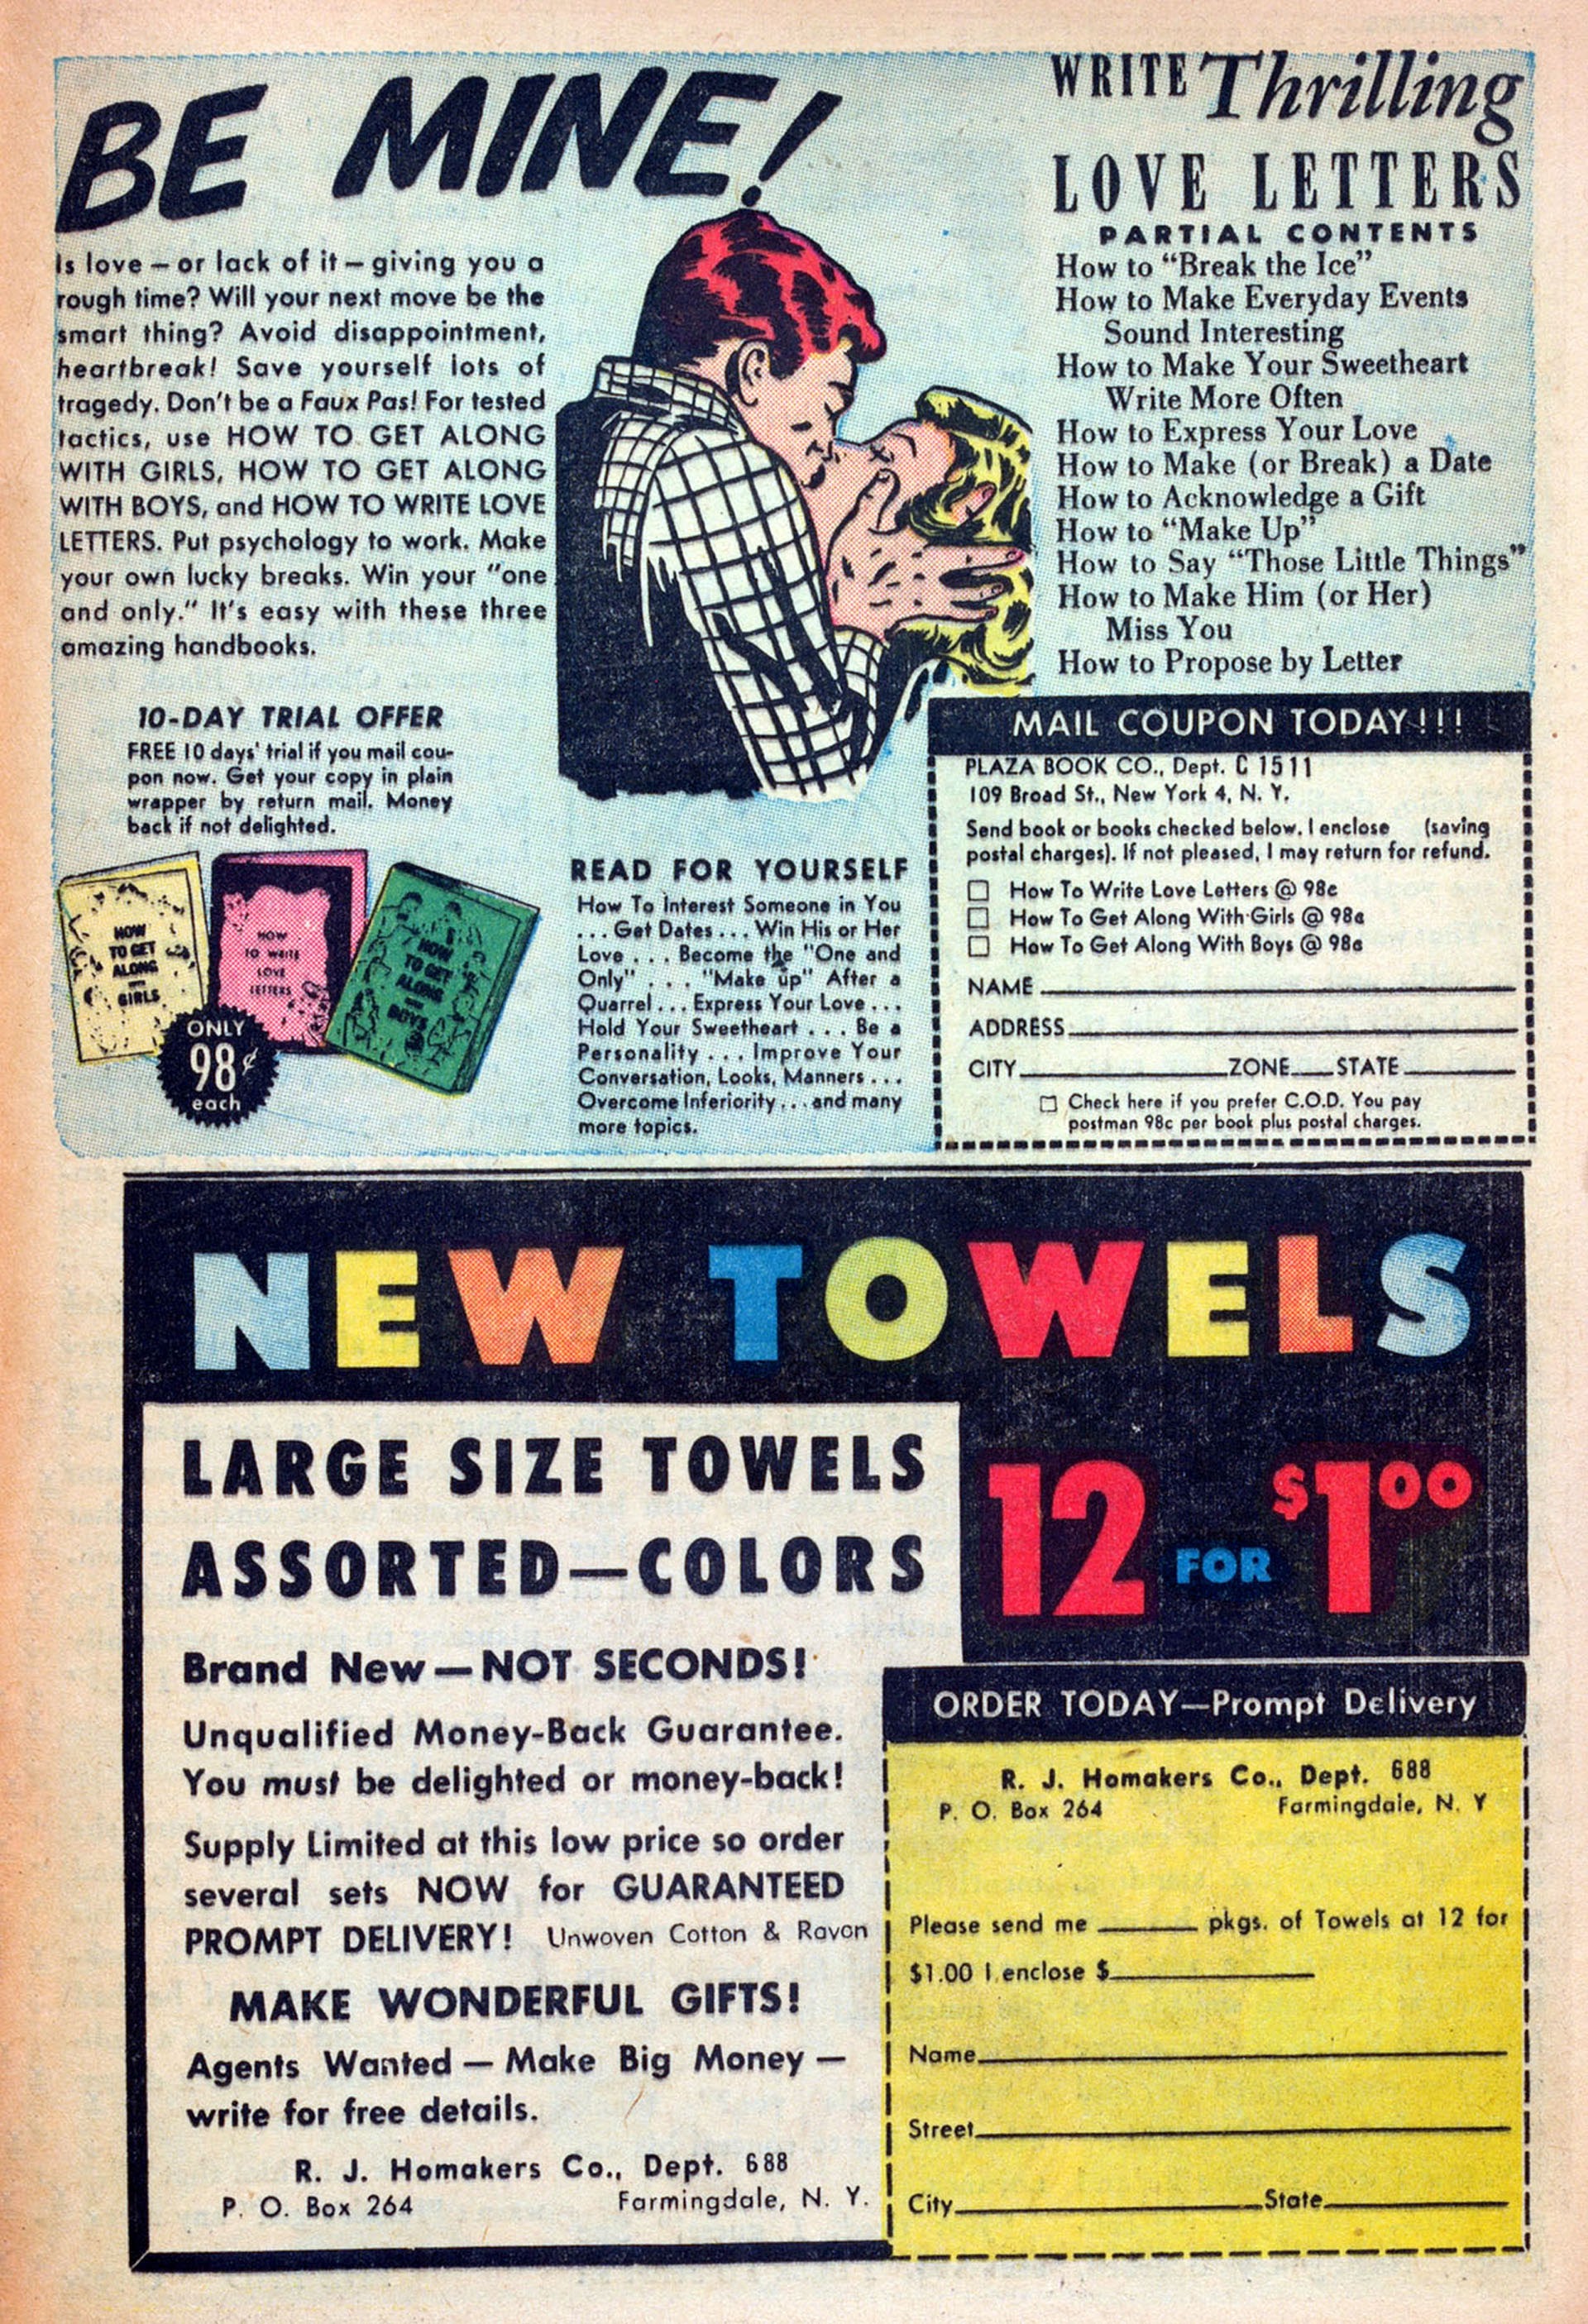 BE MINE!
Is love — or lack of it — giving you a
rough time? Will your next move be the
smart thing? Avoid disappointment,
heartbreak! Save yourself lots of
tragedy. Don't be a Faux Pas! For tested
tactics, use HOW TO GET ALONG
WITH GIRLS, HOW TO GET ALONG
WITH BOYS, and HOW TO WRITE LOVE
LETTERS. Put psychology to work. Make
your own lucky breaks. Win your "one
and only." It's easy with these three
amazing handbooks.
10-DAY TRIAL OFFER
FREE 10 days' trial if you mail cou-
pon now. Get your copy in plain
wrapper by return mail. Money
back if not delighted.
HOW
TO GET
ALONG
WITH
GIRLS
HOW
TO WRITE
LOVE
LETTERS
HOW
TO GET
ALONG
WITH
BOYS
ONLY
98¢
each
READ FOR YOURSELF
How To Interest Someone in You
. . . Get Dates . . . Win His or Her
Love . . . Become the "One and
Only" . . . "Make up" After a
Quarrel . . . Express Your Love . . .
Hold Your Sweetheart . . . Be a
Personality . . . Improve Your
Conversation, Looks, Manners . . .
Overcome Inferiority . . . and many
more topics.
WRITE Thrilling
LOVE LETTERS
PARTIAL CONTENTS
How to "Break the Ice"
How to Make Everyday Events
Sound Interesting
How to Make Your Sweetheart
Write More Often
How to Express Your Love
How to Make (or Break) a Date
How to Acknowledge a Gift
How to "Make Up"
How to Say "Those Little Things"
How to Make Him (or Her)
Miss You
How to Propose by Letter
MAIL COUPON TODAY!!!
PLAZA BOOK CO., Dept. C 1511
109 Broad St., New York 4, N. Y.
Send book or books checked below. I enclose (saving
postal charges). If not pleased, I may return for refund.
☐ How To Write Love Letters @ 98c
☐ How To Get Along With Girls @ 98c
☐ How To Get Along With Boys @ 98c
NAME
ADDRESS
CITY ZONE STATE
☐ Check here if you prefer C.O.D. You pay
postman 98c per book plus postal charges.
NEW TOWELS
LARGE SIZE TOWELS
ASSORTED—COLORS
12 FOR $1.00
Brand New — NOT SECONDS!
Unqualified Money-Back Guarantee.
You must be delighted or money-back!
Supply Limited at this low price so order
several sets NOW for GUARANTEED
PROMPT DELIVERY! Unwoven Cotton & Rayon
MAKE WONDERFUL GIFTS!
Agents Wanted — Make Big Money —
write for free details.
R. J. Homakers Co., Dept. 688
P. O. Box 264 Farmingdale, N. Y.
ORDER TODAY—Prompt Delivery
R. J. Homakers Co., Dept. 688
P. O. Box 264 Farmingdale, N. Y
Please send me pkgs. of Towels at 12 for
$1.00 I enclose $
Name
Street
City State